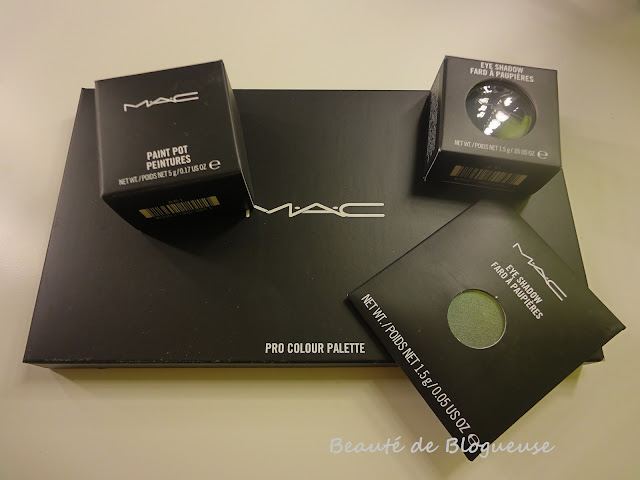 M·A·C
PAINT POT
PEINTURES
NET WT./POIDS NET 5 g/0.17 US OZ ℮
EYE SHADOW
FARD À PAUPIÈRES
NET WT./POIDS NET 1.5 g/
US OZ ℮
M·A·C
PRO COLOUR PALETTE
M·A·C
EYE SHADOW
FARD À PAUPIÈRES
NET WT./POIDS NET 1.5 g/0.05 US OZ ℮
Beauté de Blogueuse